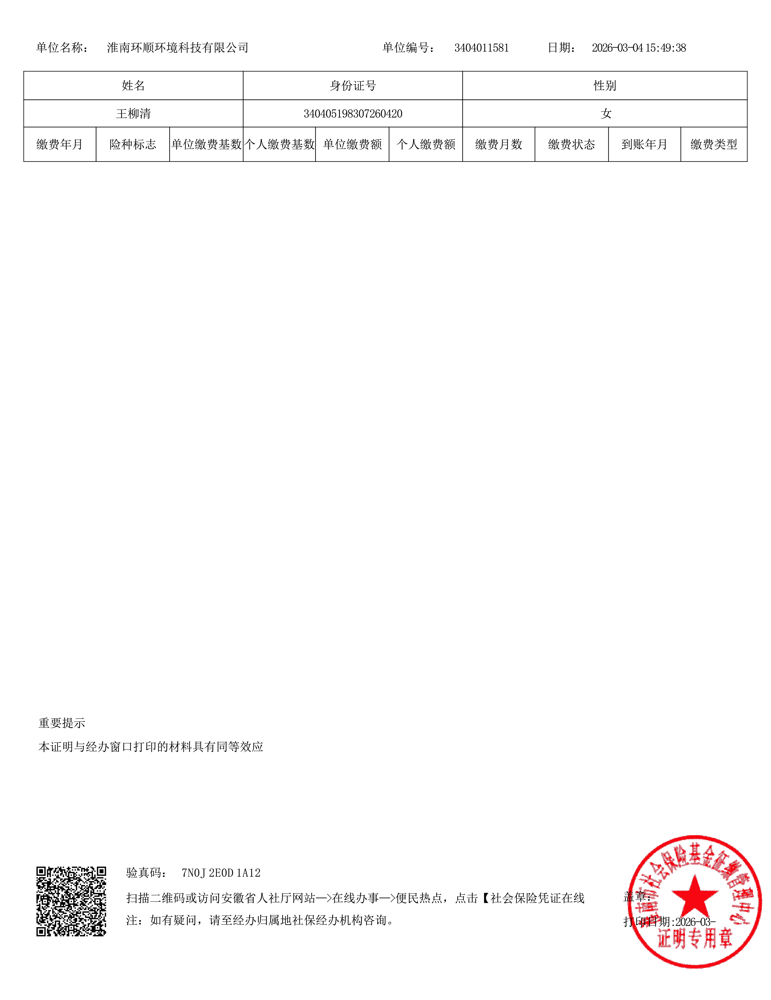 单位名称： 淮南环顺环境科技有限公司 单位编号： 3404011581 日期： 2026-03-04 15:49:38
姓名 身份证号 性别
王柳清 340405198307260420 女
缴费年月 险种标志 单位缴费基数 个人缴费基数 单位缴费额 个人缴费额 缴费月数 缴费状态 到账年月 缴费类型
重要提示
本证明与经办窗口打印的材料具有同等效应
验真码： 7N0J 2E0D 1A12
扫描二维码或访问安徽省人社厅网站—>在线办事—>便民热点，点击【社会保险凭证在线
注：如有疑问，请至经办归属地社保经办机构咨询。
盖章：
打印日期:2026-03-
淮南市社会保险基金征缴管理中心
证明专用章